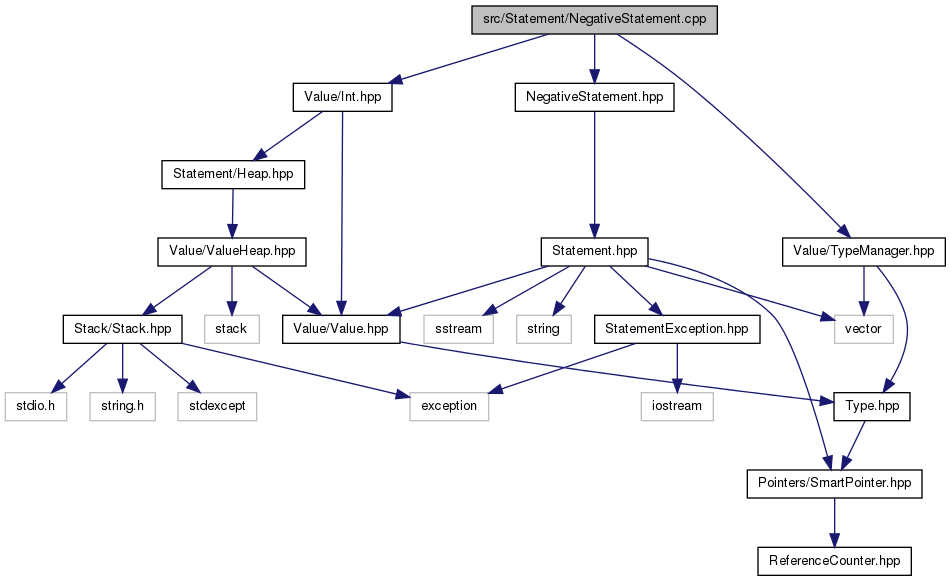 src/Statement/NegativeStatement.cpp
Value/Int.hpp
NegativeStatement.hpp
Statement/Heap.hpp
Value/ValueHeap.hpp
Statement.hpp
Value/TypeManager.hpp
Stack/Stack.hpp
stack
Value/Value.hpp
sstream
string
StatementException.hpp
vector
stdio.h
string.h
stdexcept
exception
iostream
Type.hpp
Pointers/SmartPointer.hpp
ReferenceCounter.hpp